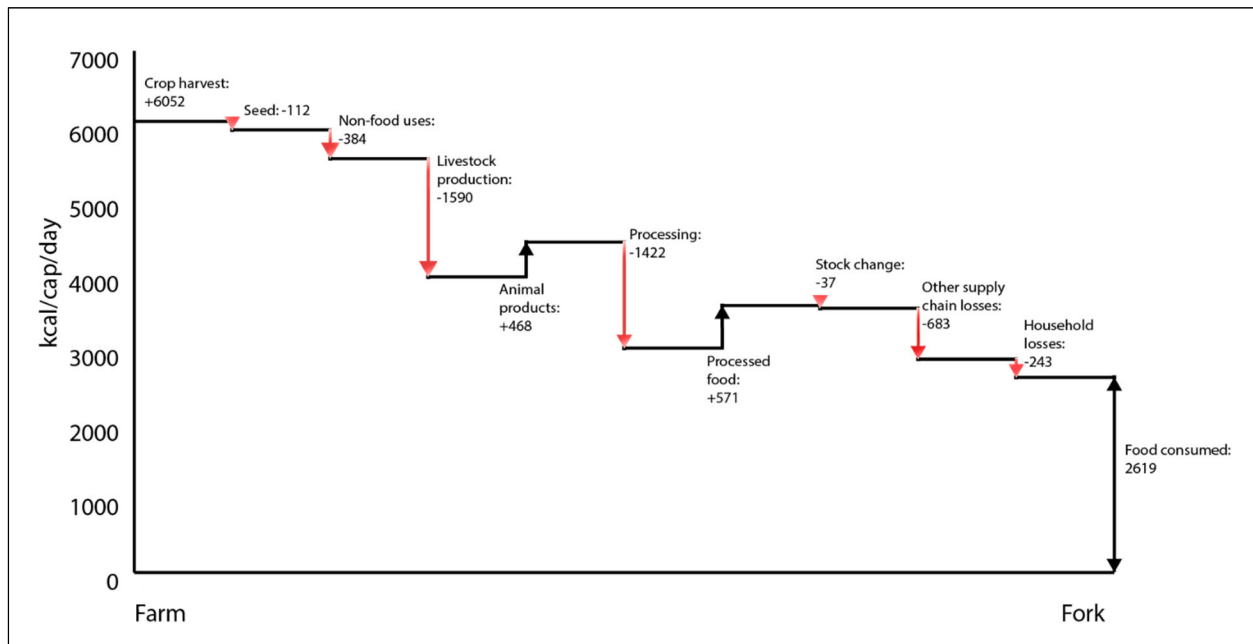 7000
6000
5000
4000
3000
2000
1000
0
kcal/cap/day
Crop harvest:
+6052
Seed: -112
Non-food uses:
-384
Livestock
production:
-1590
Animal
products:
+468
Processing:
-1422
Processed
food:
+571
Stock change:
-37
Other supply
chain losses:
-683
Household
losses:
-243
Food consumed:
2619
Farm
Fork